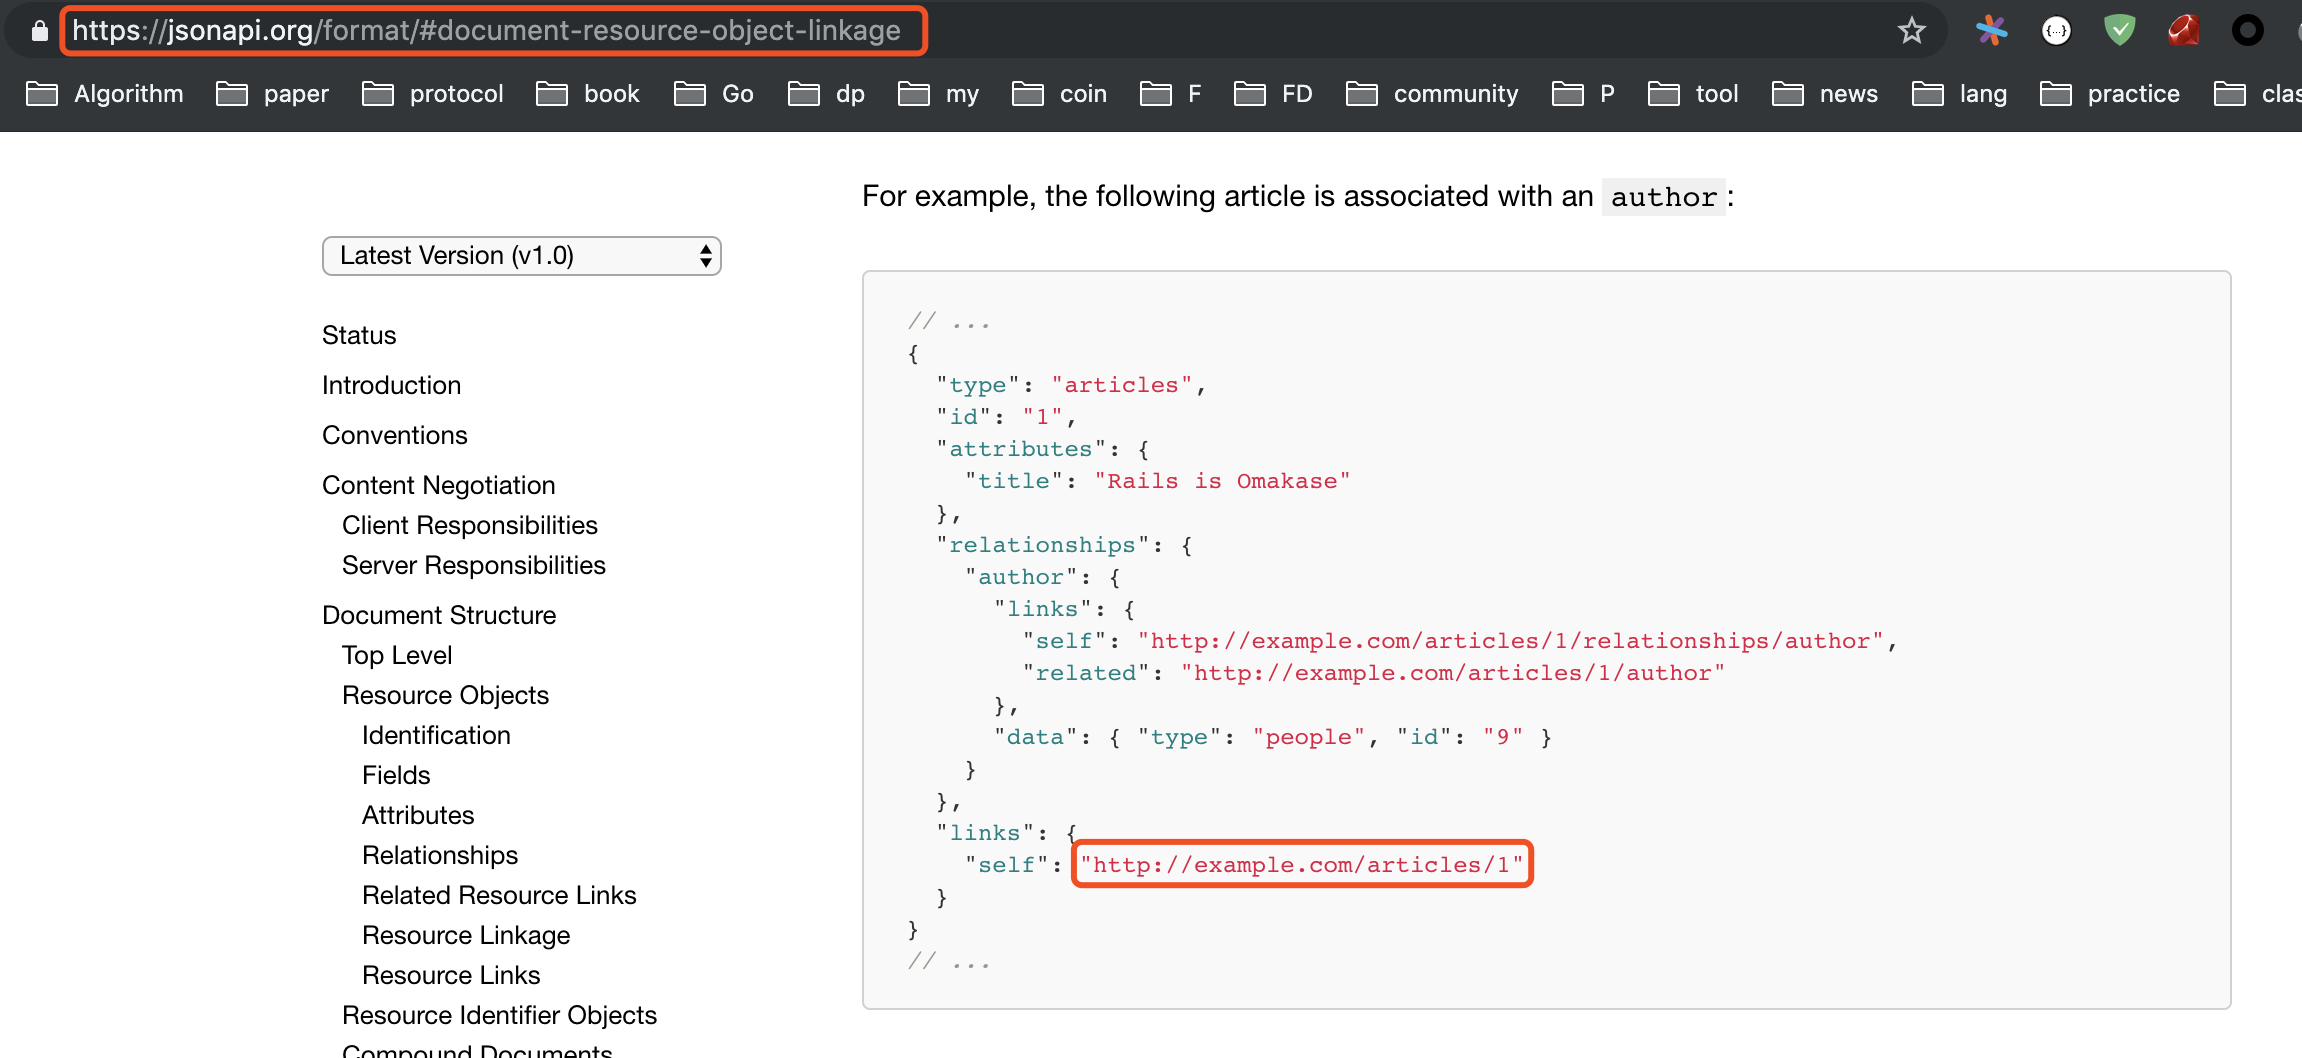 https://jsonapi.org/format/#document-resource-object-linkage
Algorithm paper protocol book Go dp my coin F FD community P tool news lang practice
For example, the following article is associated with an author:
Latest Version (v1.0)
Status
Introduction
Conventions
Content Negotiation
Client Responsibilities
Server Responsibilities
Document Structure
Top Level
Resource Objects
Identification
Fields
Attributes
Relationships
Related Resource Links
Resource Linkage
Resource Links
Resource Identifier Objects
Compound Documents
// ...
{
"type": "articles",
"id": "1",
"attributes": {
"title": "Rails is Omakase"
},
"relationships": {
"author": {
"links": {
"self": "http://example.com/articles/1/relationships/author",
"related": "http://example.com/articles/1/author"
},
"data": { "type": "people", "id": "9" }
}
},
"links": {
"self": "http://example.com/articles/1"
}
}
// ...